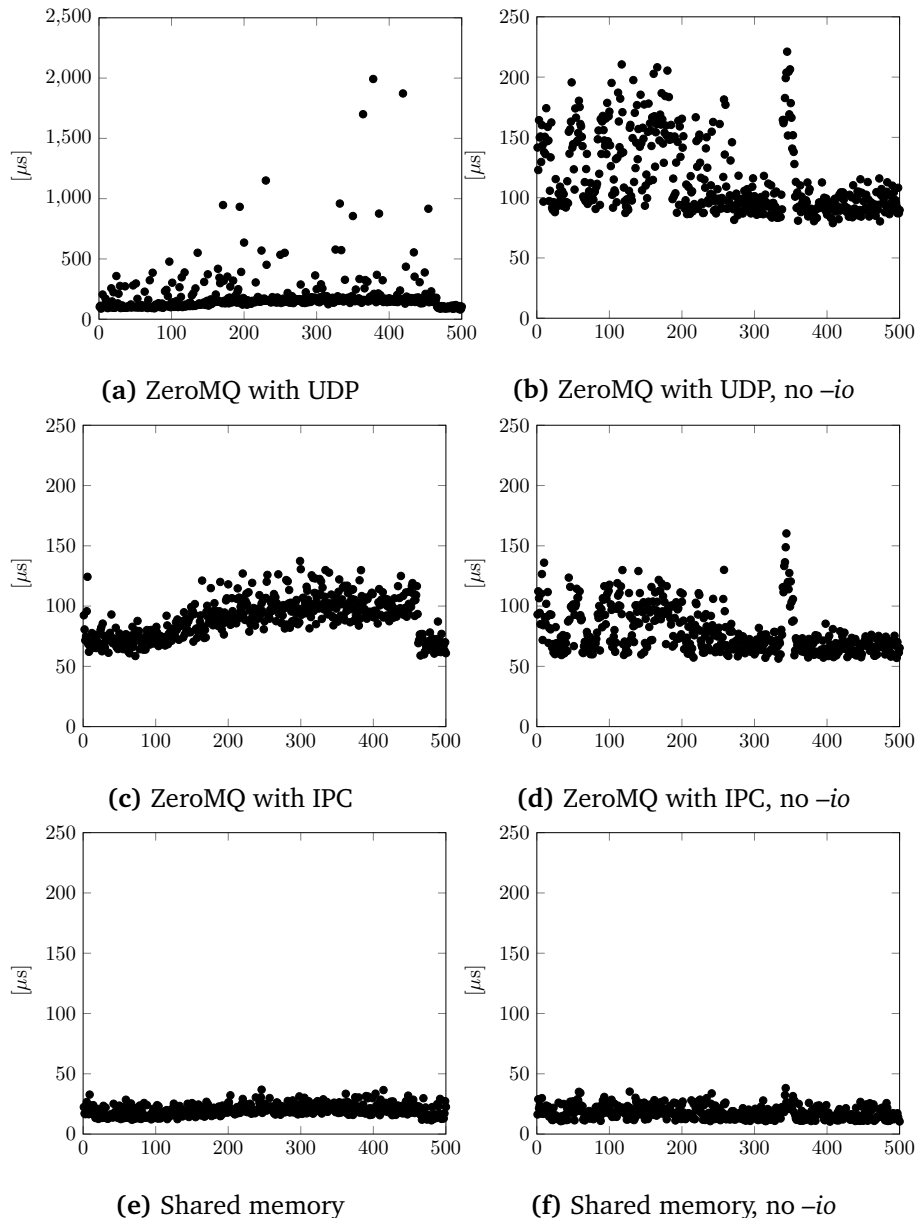 2,500
2,000
1,500
1,000
500
0
[μs]
0 100 200 300 400 500
(a) ZeroMQ with UDP
250
200
150
100
50
0
[μs]
0 100 200 300 400 500
(b) ZeroMQ with UDP, no –io
250
200
150
100
50
0
[μs]
0 100 200 300 400 500
(c) ZeroMQ with IPC
250
200
150
100
50
0
[μs]
0 100 200 300 400 500
(d) ZeroMQ with IPC, no –io
250
200
150
100
50
0
[μs]
0 100 200 300 400 500
(e) Shared memory
250
200
150
100
50
0
[μs]
0 100 200 300 400 500
(f) Shared memory, no –io